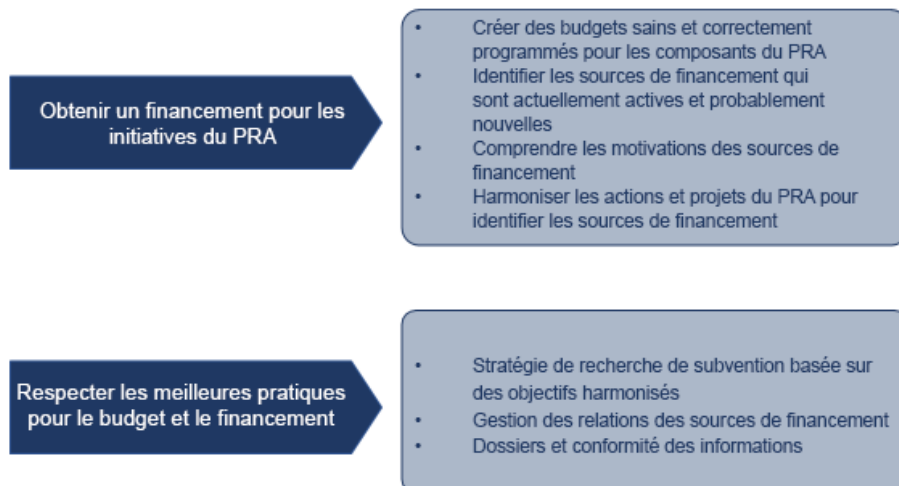 Obtenir un financement pour les
initiatives du PRA
• Créer des budgets sains et correctement
programmés pour les composants du PRA
• Identifier les sources de financement qui
sont actuellement actives et probablement
nouvelles
• Comprendre les motivations des sources de
financement
• Harmoniser les actions et projets du PRA pour
identifier les sources de financement
Respecter les meilleures pratiques
pour le budget et le financement
• Stratégie de recherche de subvention basée sur
des objectifs harmonisés
• Gestion des relations des sources de financement
• Dossiers et conformité des informations